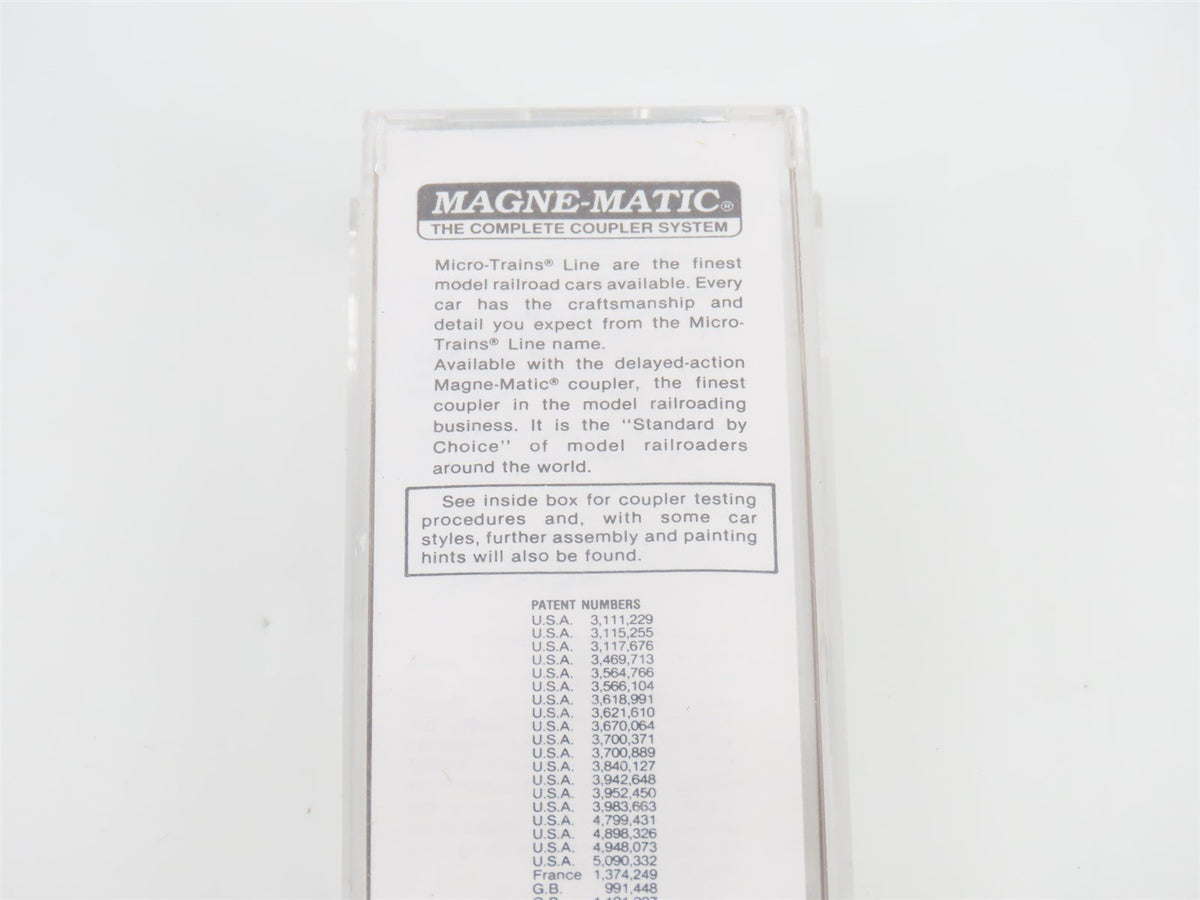 MAGNE-MATIC®
THE COMPLETE COUPLER SYSTEM
Micro-Trains® Line are the finest
model railroad cars available. Every
car has the craftsmanship and
detail you expect from the Micro-
Trains® Line name.
Available with the delayed-action
Magne-Matic® coupler, the finest
coupler in the model railroading
business. It is the "Standard by
Choice" of model railroaders
around the world.
See inside box for coupler testing
procedures and, with some car
styles, further assembly and painting
hints will also be found.
PATENT NUMBERS
U.S.A. 3,111,229
U.S.A. 3,115,255
U.S.A. 3,117,676
U.S.A. 3,469,713
U.S.A. 3,564,766
U.S.A. 3,566,104
U.S.A. 3,618,991
U.S.A. 3,621,610
U.S.A. 3,670,064
U.S.A. 3,700,371
U.S.A. 3,700,889
U.S.A. 3,840,127
U.S.A. 3,942,648
U.S.A. 3,952,450
U.S.A. 3,983,663
U.S.A. 4,799,431
U.S.A. 4,898,326
U.S.A. 4,948,073
U.S.A. 5,090,332
France 1,374,249
G.B. 991,448